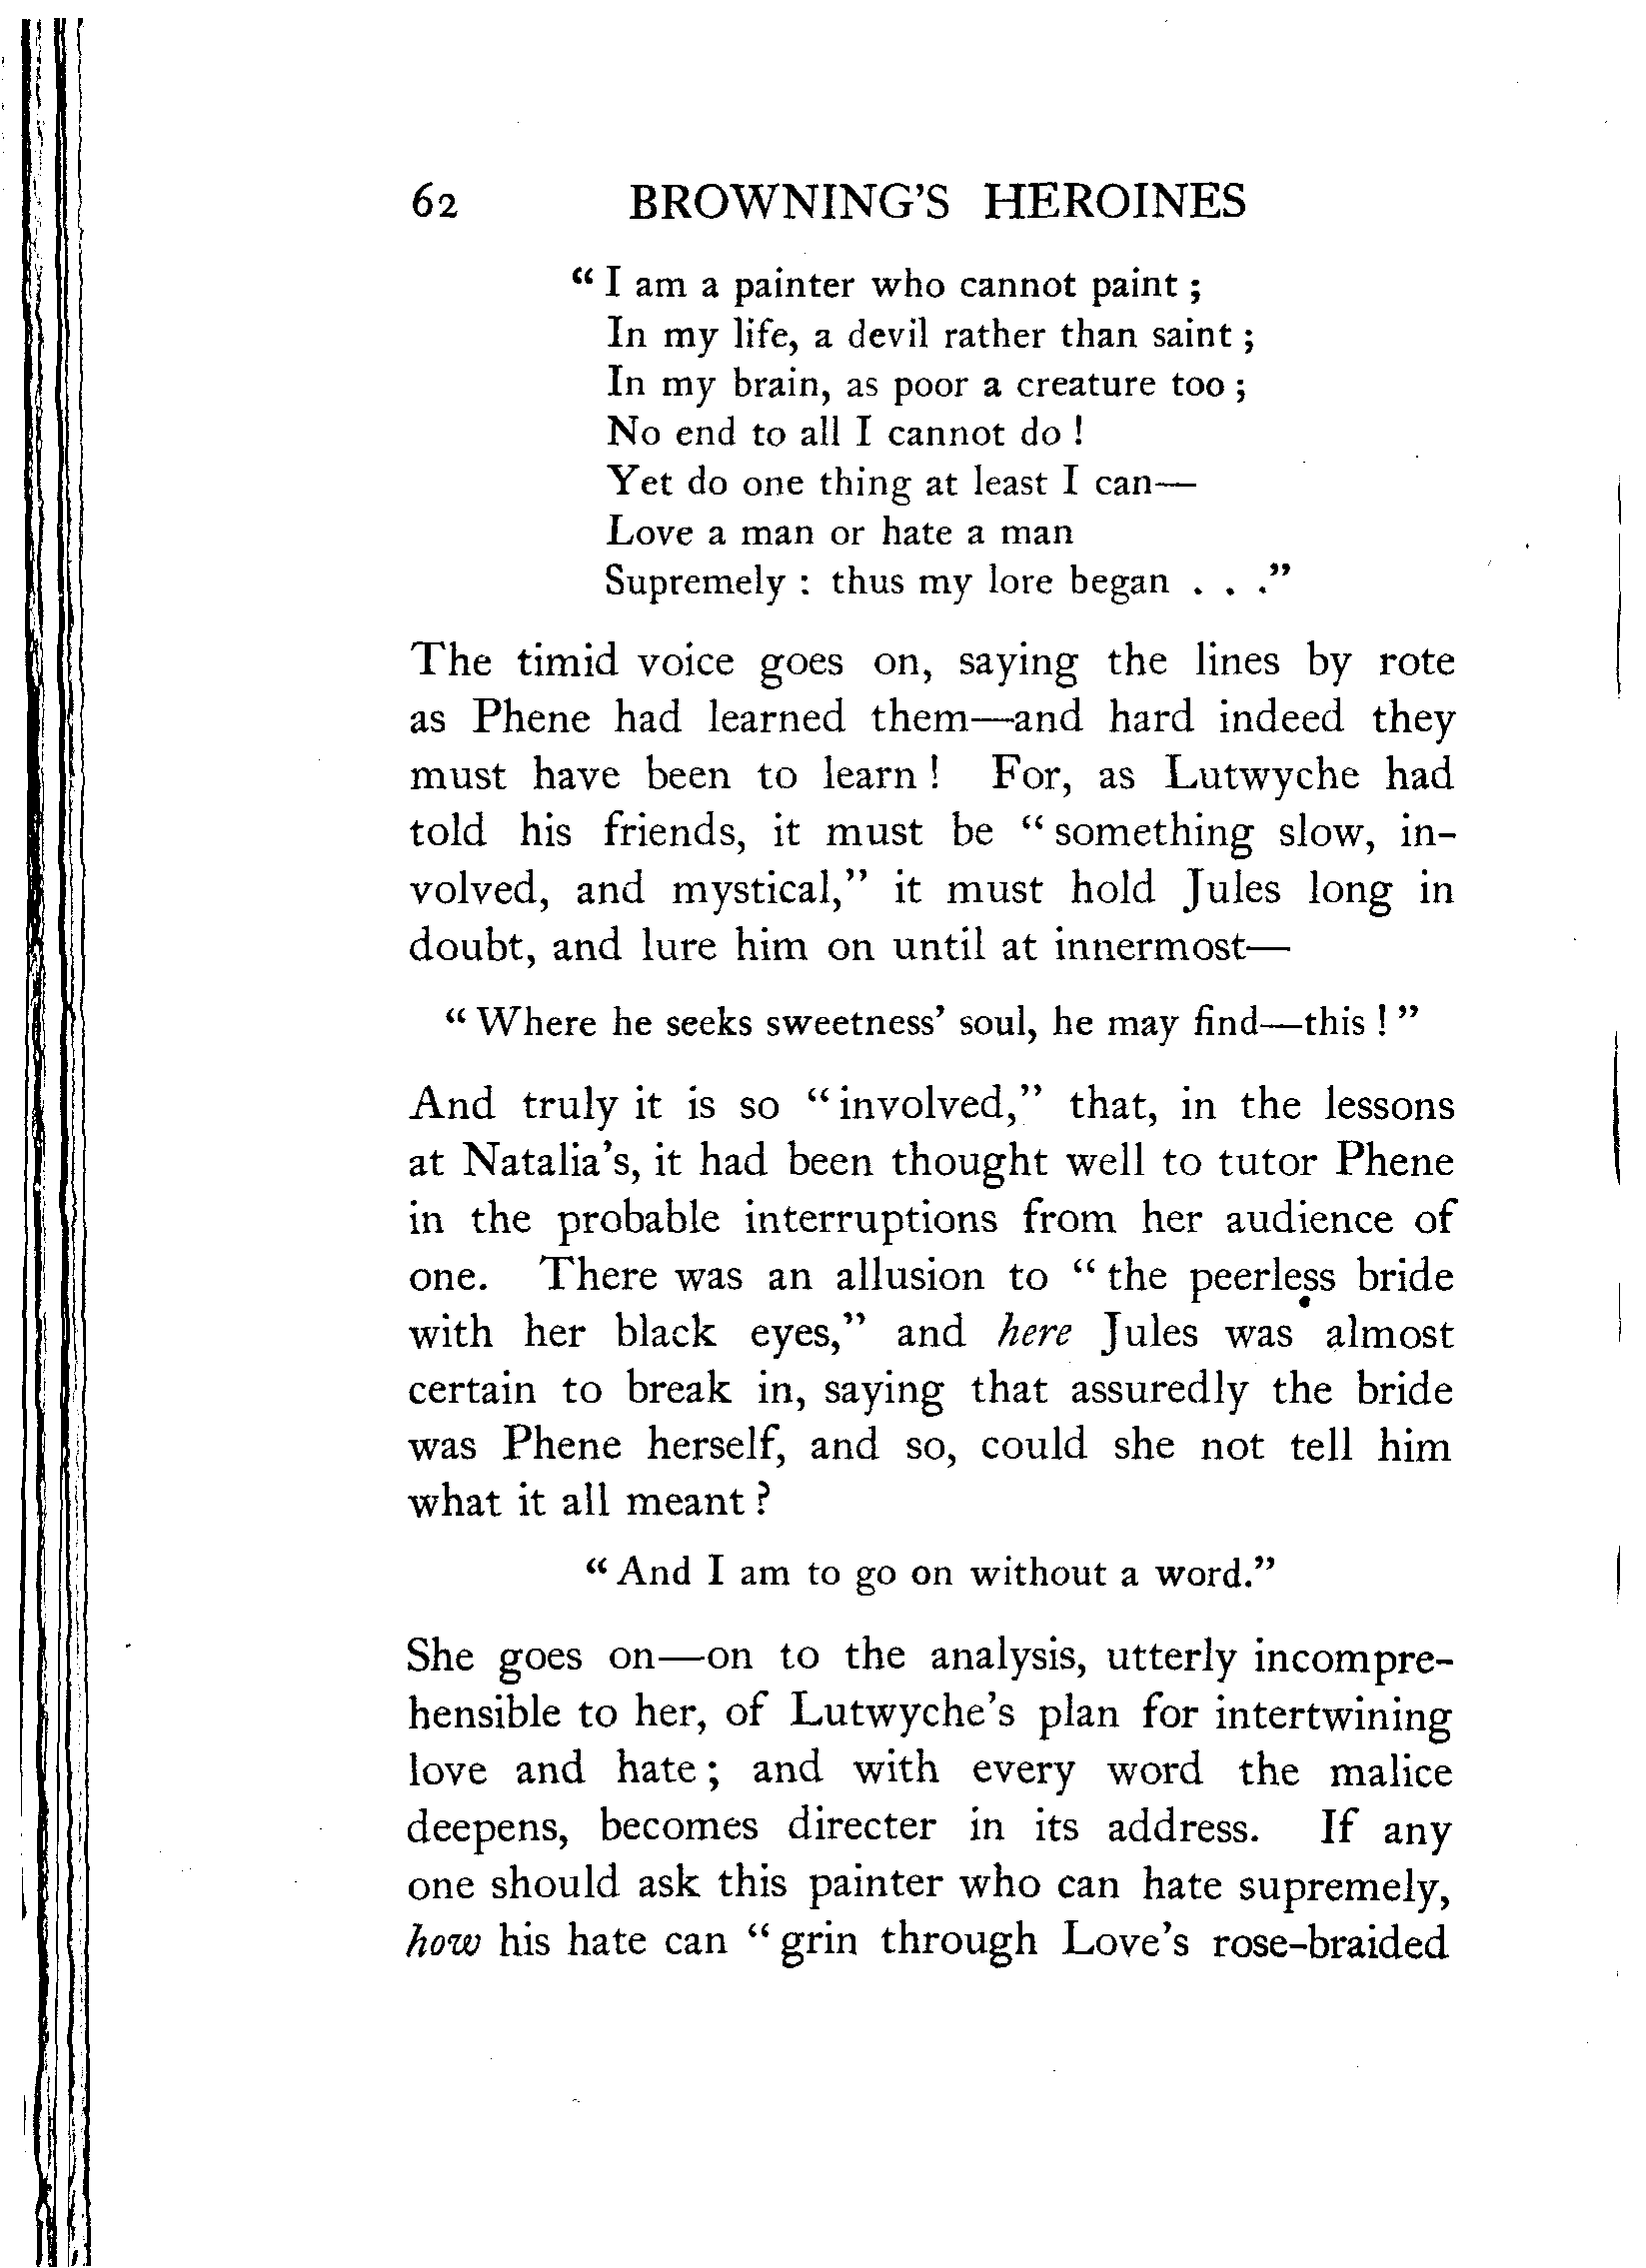 62 BROWNING'S HEROINES
“ I am a painter who cannot paint ;
In my life, a devil rather than saint ;
In my brain, as poor a creature too ;
No end to all I cannot do !
Yet do one thing at least I can—
Love a man or hate a man
Supremely : thus my lore began . . .”
The timid voice goes on, saying the lines by rote
as Phene had learned them—and hard indeed they
must have been to learn ! For, as Lutwyche had
told his friends, it must be “ something slow, in-
volved, and mystical,” it must hold Jules long in
doubt, and lure him on until at innermost—
“ Where he seeks sweetness’ soul, he may find—this ! ”
And truly it is so “ involved,” that, in the lessons
at Natalia’s, it had been thought well to tutor Phene
in the probable interruptions from her audience of
one. There was an allusion to “ the peerless bride
with her black eyes,” and here Jules was almost
certain to break in, saying that assuredly the bride
was Phene herself, and so, could she not tell him
what it all meant ?
“ And I am to go on without a word.”
She goes on—on to the analysis, utterly incompre-
hensible to her, of Lutwyche’s plan for intertwining
love and hate ; and with every word the malice
deepens, becomes directer in its address. If any
one should ask this painter who can hate supremely,
how his hate can “ grin through Love’s rose-braided